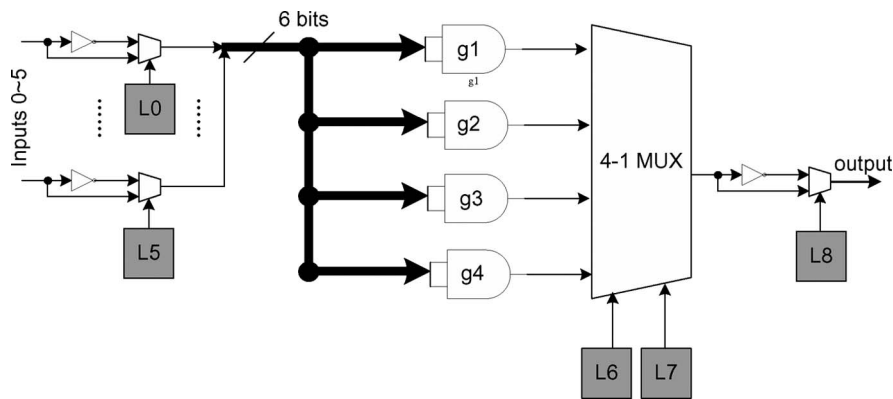 6 bits
Inputs 0~5
L0
L5
g1
g1
g2
g3
g4
4-1 MUX
L6
L7
output
L8